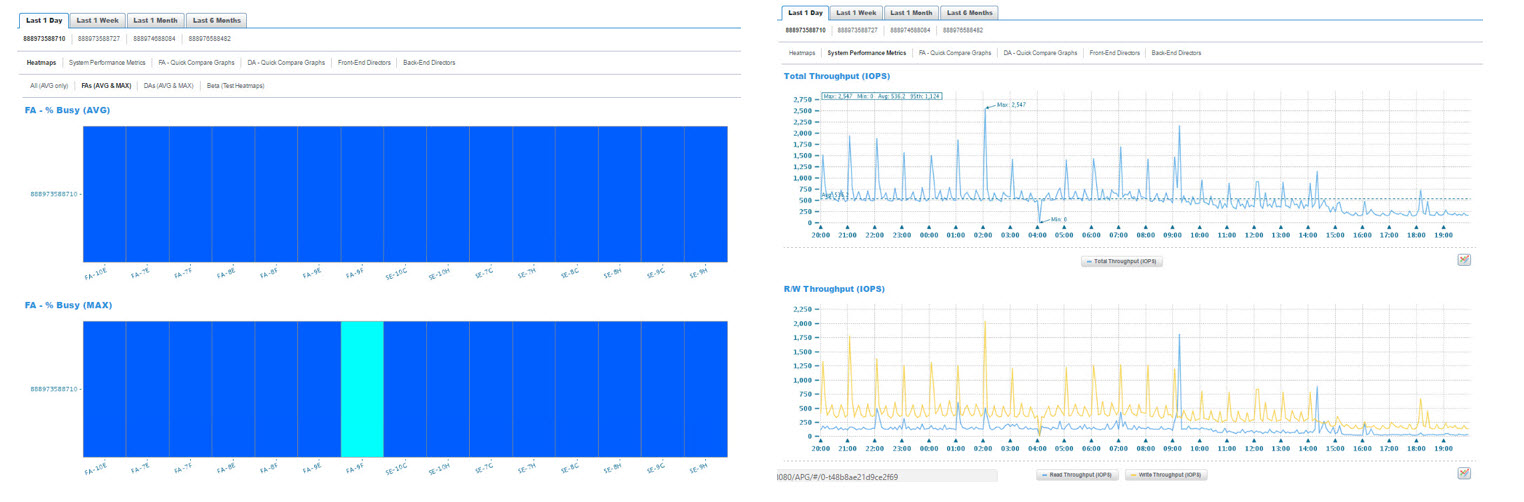 Last 1 Day Last 1 Week Last 1 Month Last 6 Months
888973588710 888973588727 888974688084 888976588482
Heatmaps System Performance Metrics FA - Quick Compare Graphs DA - Quick Compare Graphs Front-End Directors Back-End Directors
All (AVG only) FAs (AVG & MAX) DAs (AVG & MAX) Beta (Test Heatmaps)
FA - % Busy (AVG)
888973588710
FA-10E FA-7E FA-7F FA-8E FA-8F FA-9E FA-9F SE-10G SE-10H SE-7G SE-7H SE-8G SE-8H SE-9G SE-9H
FA - % Busy (MAX)
888973588710
FA-10E FA-7E FA-7F FA-8E FA-8F FA-9E FA-9F SE-10G SE-10H SE-7G SE-7H SE-8G SE-8H SE-9G SE-9H
Last 1 Day Last 1 Week Last 1 Month Last 6 Months
888973588710 888973588727 888974688084 888976588482
Heatmaps System Performance Metrics FA - Quick Compare Graphs DA - Quick Compare Graphs Front-End Directors Back-End Directors
Total Throughput (IOPS)
Max: 2,547 Min: 0 Avg: 536.2 95th: 1,124
Max: 2,547
2,750
2,500
2,250
2,000
1,750
1,500
1,250
1,000
750
500
250
0
Min: 0
20:00 21:00 22:00 23:00 00:00 01:00 02:00 03:00 04:00 05:00 06:00 07:00 08:00 09:00 10:00 11:00 12:00 13:00 14:00 15:00 16:00 17:00 18:00 19:00
Total Throughput (IOPS)
R/W Throughput (IOPS)
2,250
2,000
1,750
1,500
1,250
1,000
750
500
250
0
20:00 21:00 22:00 23:00 00:00 01:00 02:00 03:00 04:00 05:00 06:00 07:00 08:00 09:00 10:00 11:00 12:00 13:00 14:00 15:00 16:00 17:00 18:00 19:00
8080/APG/#/0-t48b8ae21d9ce2f69
Read Throughput (IOPS) Write Throughput (IOPS)